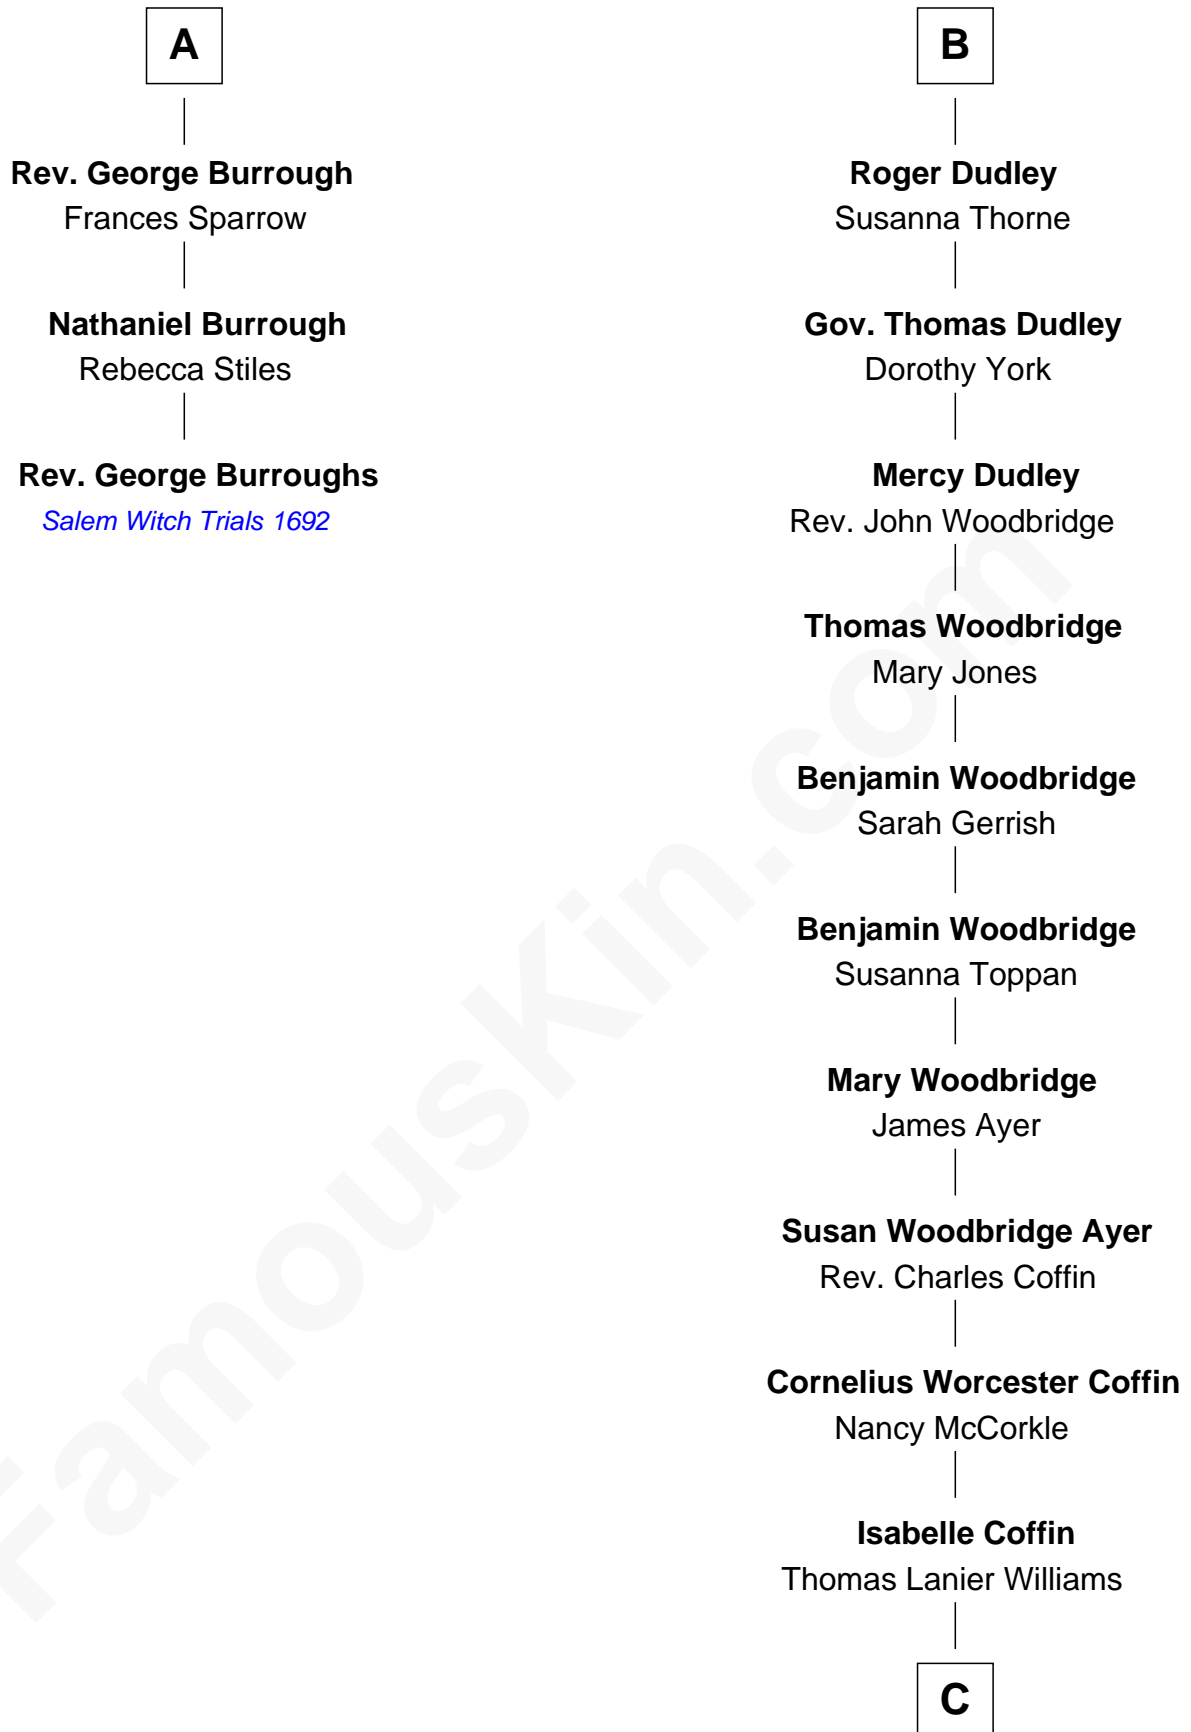 A
Rev. George Burrough
Frances Sparrow
Nathaniel Burrough
Rebecca Stiles
Rev. George Burroughs
Salem Witch Trials 1692
B
Roger Dudley
Susanna Thorne
Gov. Thomas Dudley
Dorothy York
Mercy Dudley
Rev. John Woodbridge
Thomas Woodbridge
Mary Jones
Benjamin Woodbridge
Sarah Gerrish
Benjamin Woodbridge
Susanna Toppan
Mary Woodbridge
James Ayer
Susan Woodbridge Ayer
Rev. Charles Coffin
Cornelius Worcester Coffin
Nancy McCorkle
Isabelle Coffin
Thomas Lanier Williams
C
FamousKin.com